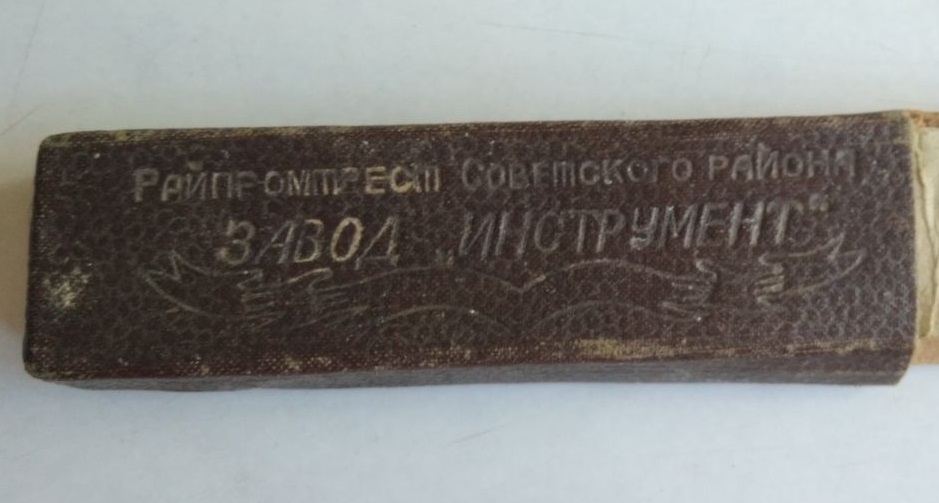 Райпромтрест Советского района
Завод „Инструмент"